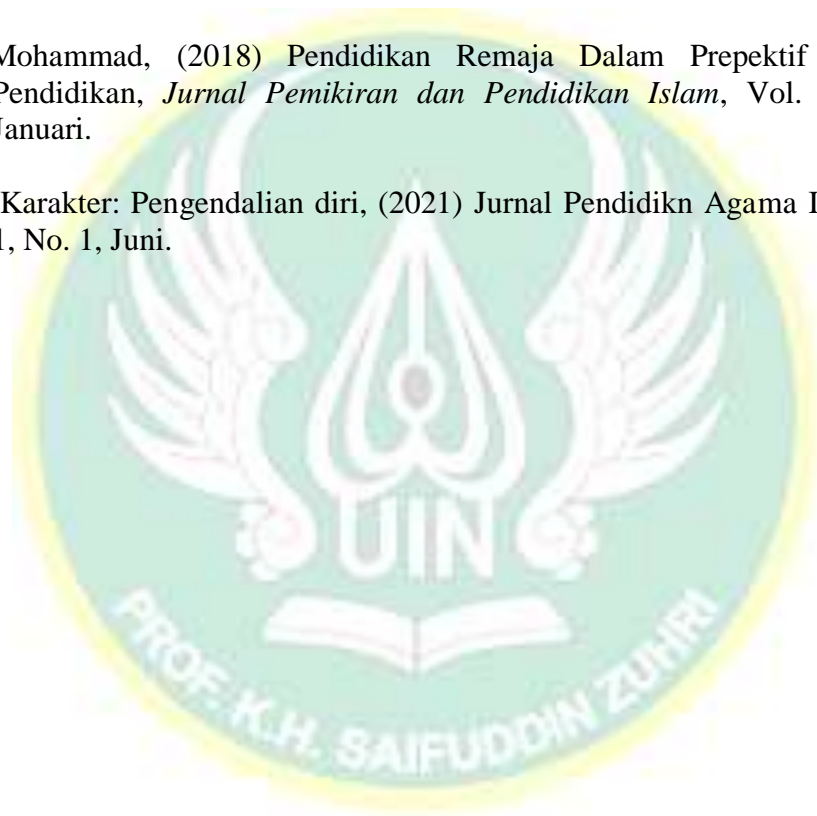 Mohammad, (2018) Pendidikan Remaja Dalam Prepektif
Pendidikan, Jurnal Pemikiran dan Pendidikan Islam, Vol.
Januari.
Karakter: Pengendalian diri, (2021) Jurnal Pendidikn Agama I
1, No. 1, Juni.
UIN
PROF. K.H. SAIFUDDIN ZUHRI